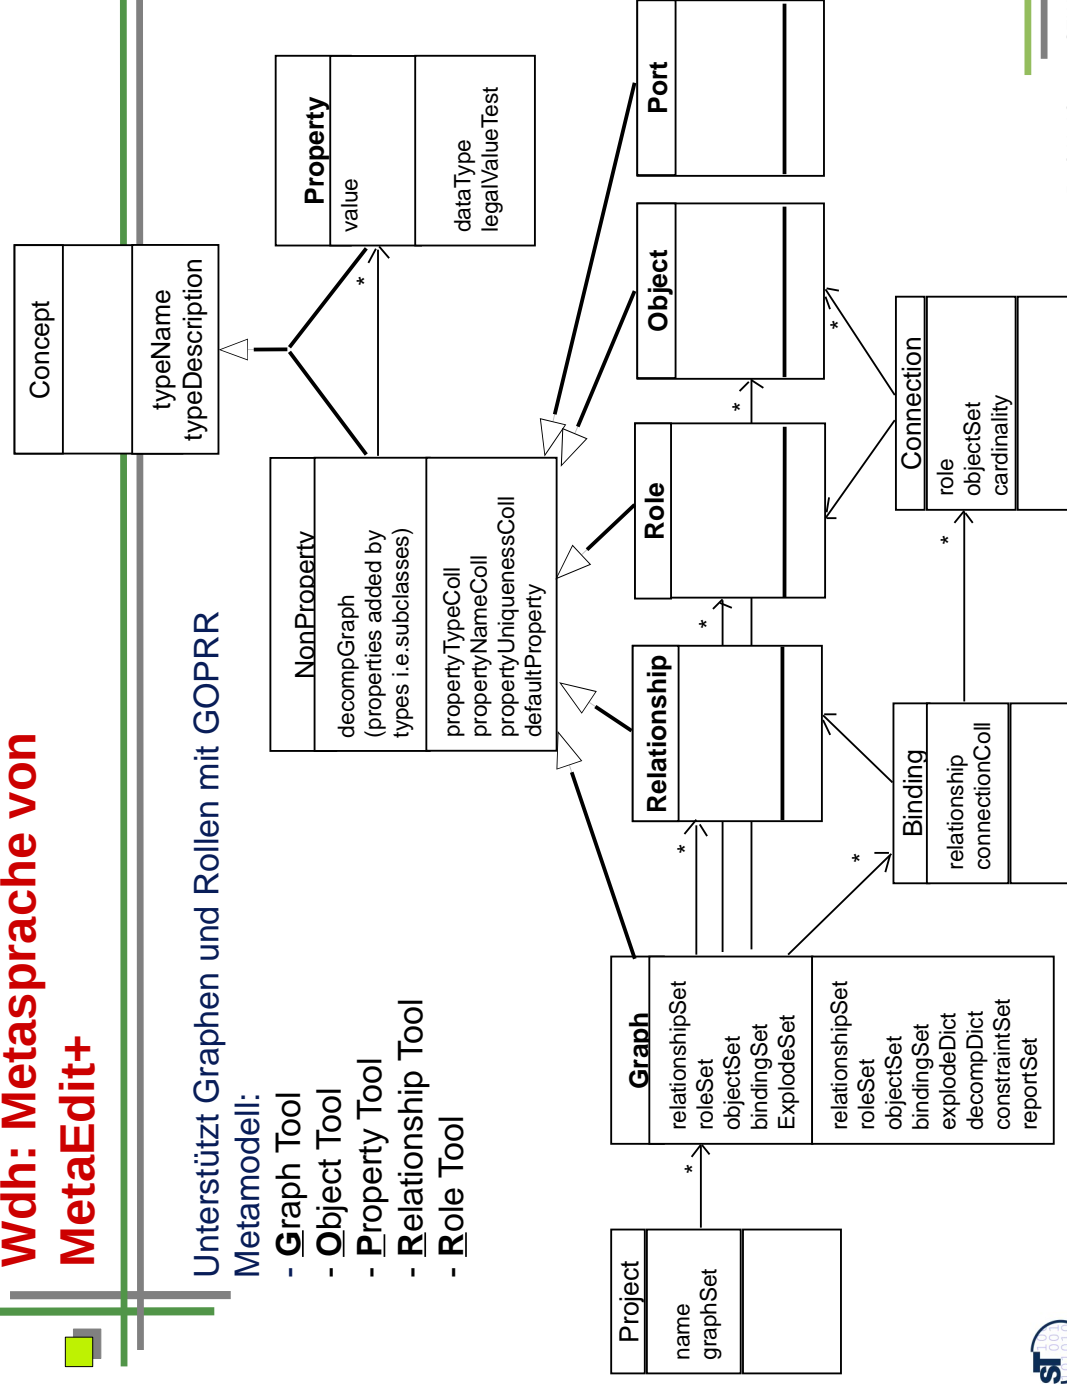 Wdh: Metasprache von
MetaEdit+
Unterstützt Graphen und Rollen mit GOPRR
Metamodell:
- Graph Tool
- Object Tool
- Property Tool
- Relationship Tool
- Role Tool
Concept
typeName
typeDescription
Property
value
dataType
legalValueTest
*
NonProperty
decompGraph
(properties added by
types i.e.subclasses)
propertyTypeColl
propertyNameColl
propertyUniquenessColl
defaultProperty
Project
name
graphSet
*
Graph
relationshipSet
roleSet
objectSet
bindingSet
ExplodeSet
relationshipSet
roleSet
objectSet
bindingSet
explodeDict
decompDict
constraintSet
reportSet
*
Relationship
*
Role
*
Object
Port
*
Binding
relationship
connectionColl
*
Connection
role
objectSet
cardinality
*
ST